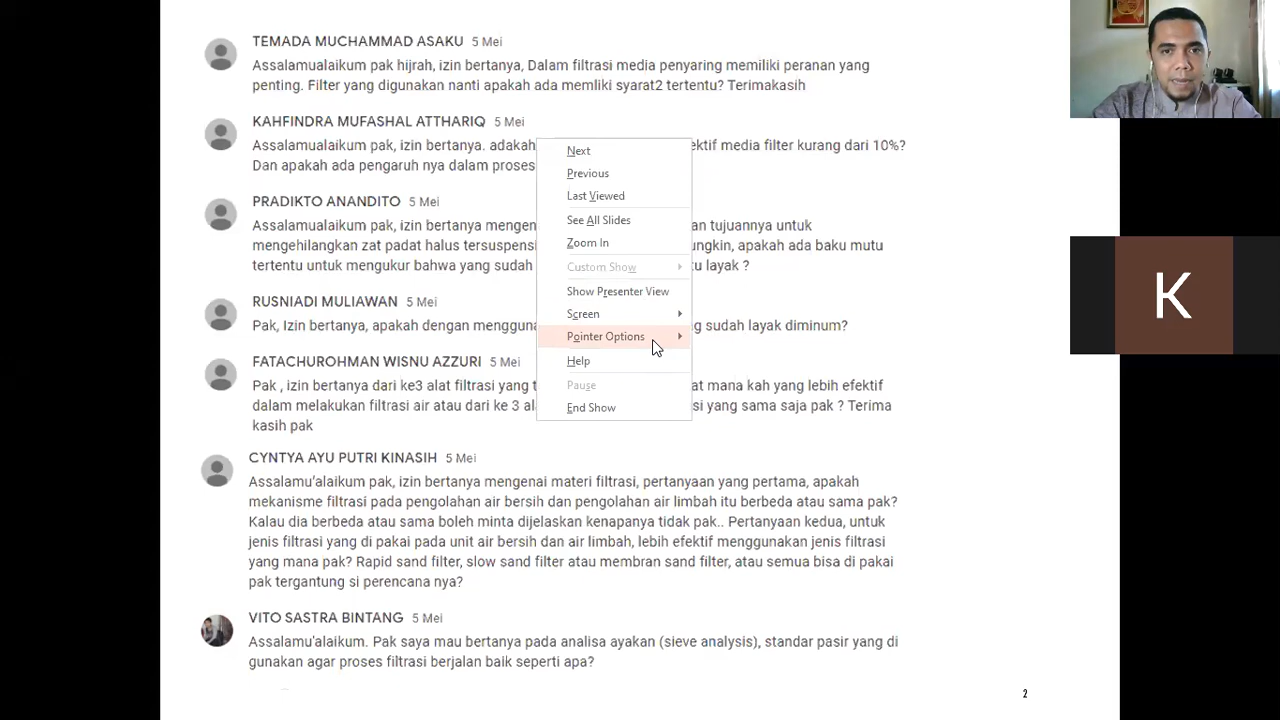 TEMADA MUCHAMMAD ASAKU 5 Mei
Assalamualaikum pak hijrah, izin bertanya, Dalam filtrasi media penyaring memiliki peranan yang
penting. Filter yang digunakan nanti apakah ada memliki syarat2 tertentu? Terimakasih
KAHFINDRA MUFASHAL ATTHARIQ 5 Mei
Assalamualaikum pak, izin bertanya. adakah ektif media filter kurang dari 10%?
Dan apakah ada pengaruh nya dalam proses
PRADIKTO ANANDITO 5 Mei
Assalamualaikum pak, izin bertanya mengen an tujuannya untuk
mengehilangkan zat padat halus tersuspensi ungkin, apakah ada baku mutu
tertentu untuk mengukur bahwa yang sudah u layak ?
RUSNIADI MULIAWAN 5 Mei
Pak, Izin bertanya, apakah dengan mengguna g sudah layak diminum?
FATACHUROHMAN WISNU AZZURI 5 Mei
Pak , izin bertanya dari ke3 alat filtrasi yang t at mana kah yang lebih efektif
dalam melakukan filtrasi air atau dari ke 3 ala si yang sama saja pak ? Terima
kasih pak
CYNTYA AYU PUTRI KINASIH 5 Mei
Assalamu'alaikum pak, izin bertanya mengenai materi filtrasi, pertanyaan yang pertama, apakah
mekanisme filtrasi pada pengolahan air bersih dan pengolahan air limbah itu berbeda atau sama pak?
Kalau dia berbeda atau sama boleh minta dijelaskan kenapanya tidak pak.. Pertanyaan kedua, untuk
jenis filtrasi yang di pakai pada unit air bersih dan air limbah, lebih efektif menggunakan jenis filtrasi
yang mana pak? Rapid sand filter, slow sand filter atau membran sand filter, atau semua bisa di pakai
pak tergantung si perencana nya?
VITO SASTRA BINTANG 5 Mei
Assalamu'alaikum. Pak saya mau bertanya pada analisa ayakan (sieve analysis), standar pasir yang di
gunakan agar proses filtrasi berjalan baik seperti apa?
Next
Previous
Last Viewed
See All Slides
Zoom In
Custom Show
Show Presenter View
Screen
Pointer Options
Help
Pause
End Show
K
2